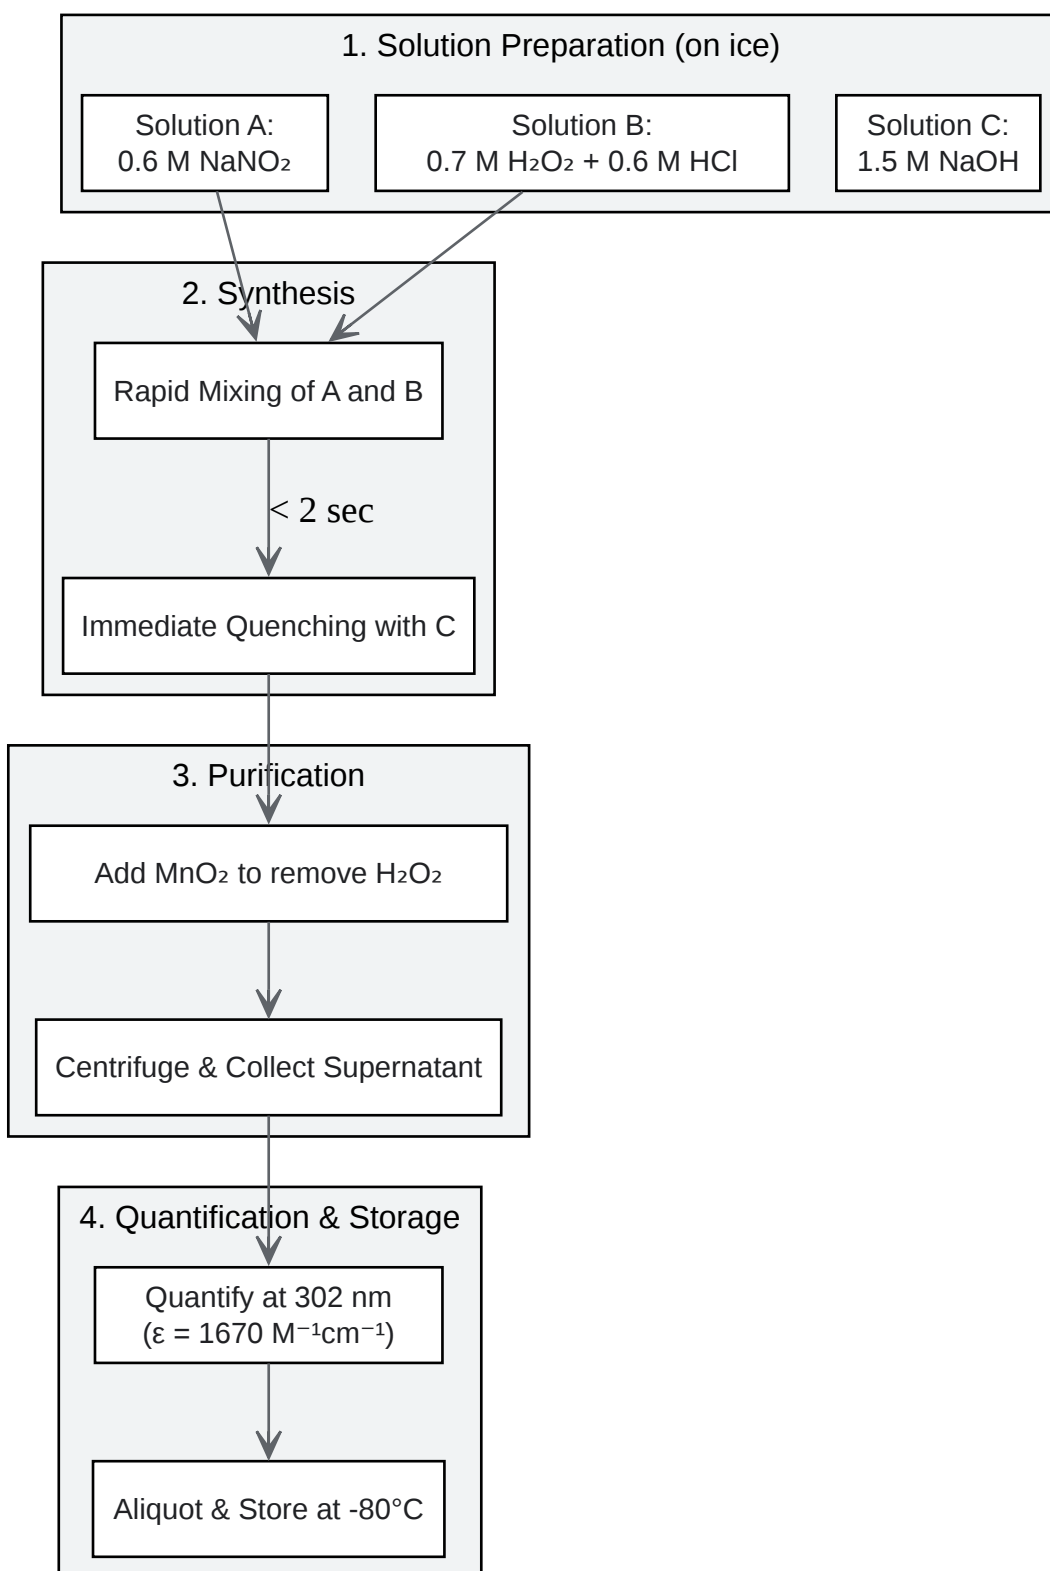 1. Solution Preparation (on ice)
Solution A:
0.6 M NaNO₂
Solution B:
0.7 M H₂O₂ + 0.6 M HCl
Solution C:
1.5 M NaOH
2. Synthesis
Rapid Mixing of A and B
< 2 sec
Immediate Quenching with C
3. Purification
Add MnO₂ to remove H₂O₂
Centrifuge & Collect Supernatant
4. Quantification & Storage
Quantify at 302 nm
(ε = 1670 M⁻¹cm⁻¹)
Aliquot & Store at -80°C